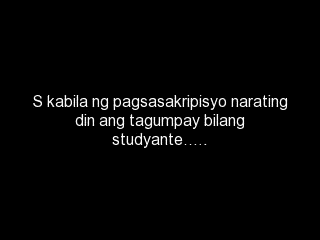 S kabila ng pagsasakripisyo narating
din ang tagumpay bilang
studyante…..